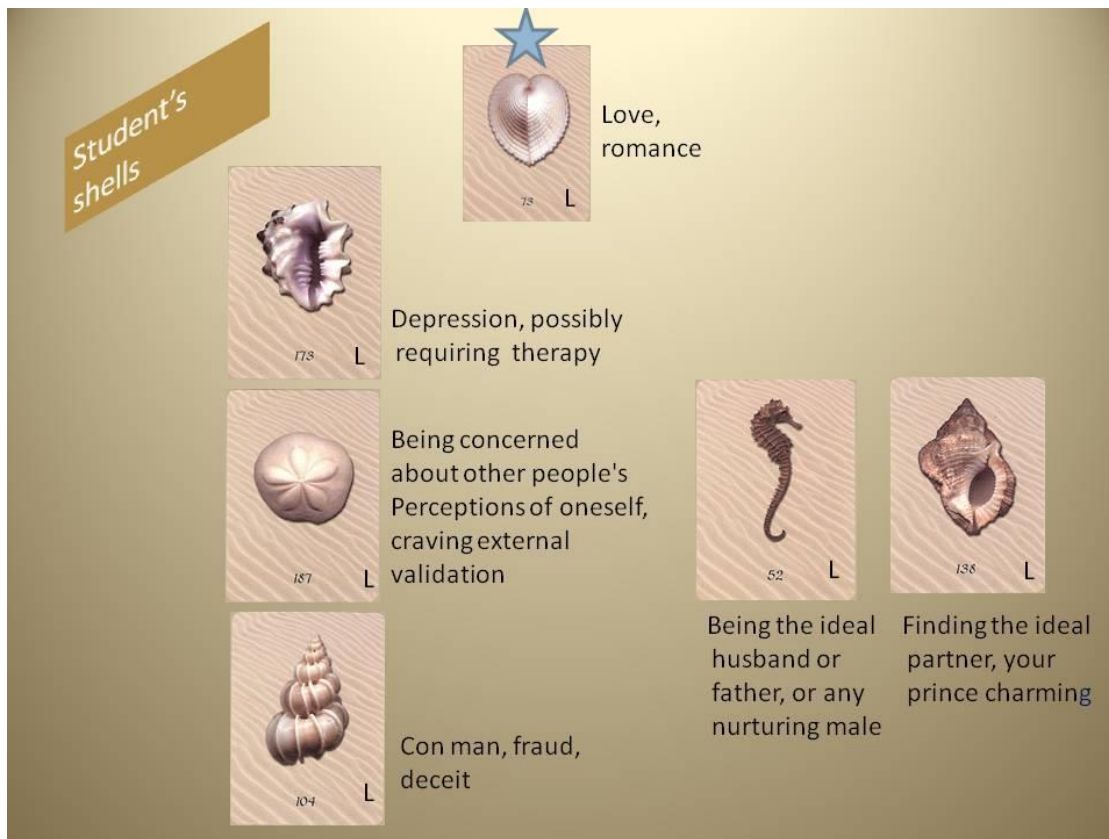 Student's
shells
Love,
romance
73 L
173 L
Depression, possibly
requiring therapy
187 L
Being concerned
about other people's
Perceptions of oneself,
craving external
validation
104 L
Con man, fraud,
deceit
52 L
Being the ideal
husband or
father, or any
nurturing male
138 L
Finding the ideal
partner, your
prince charming